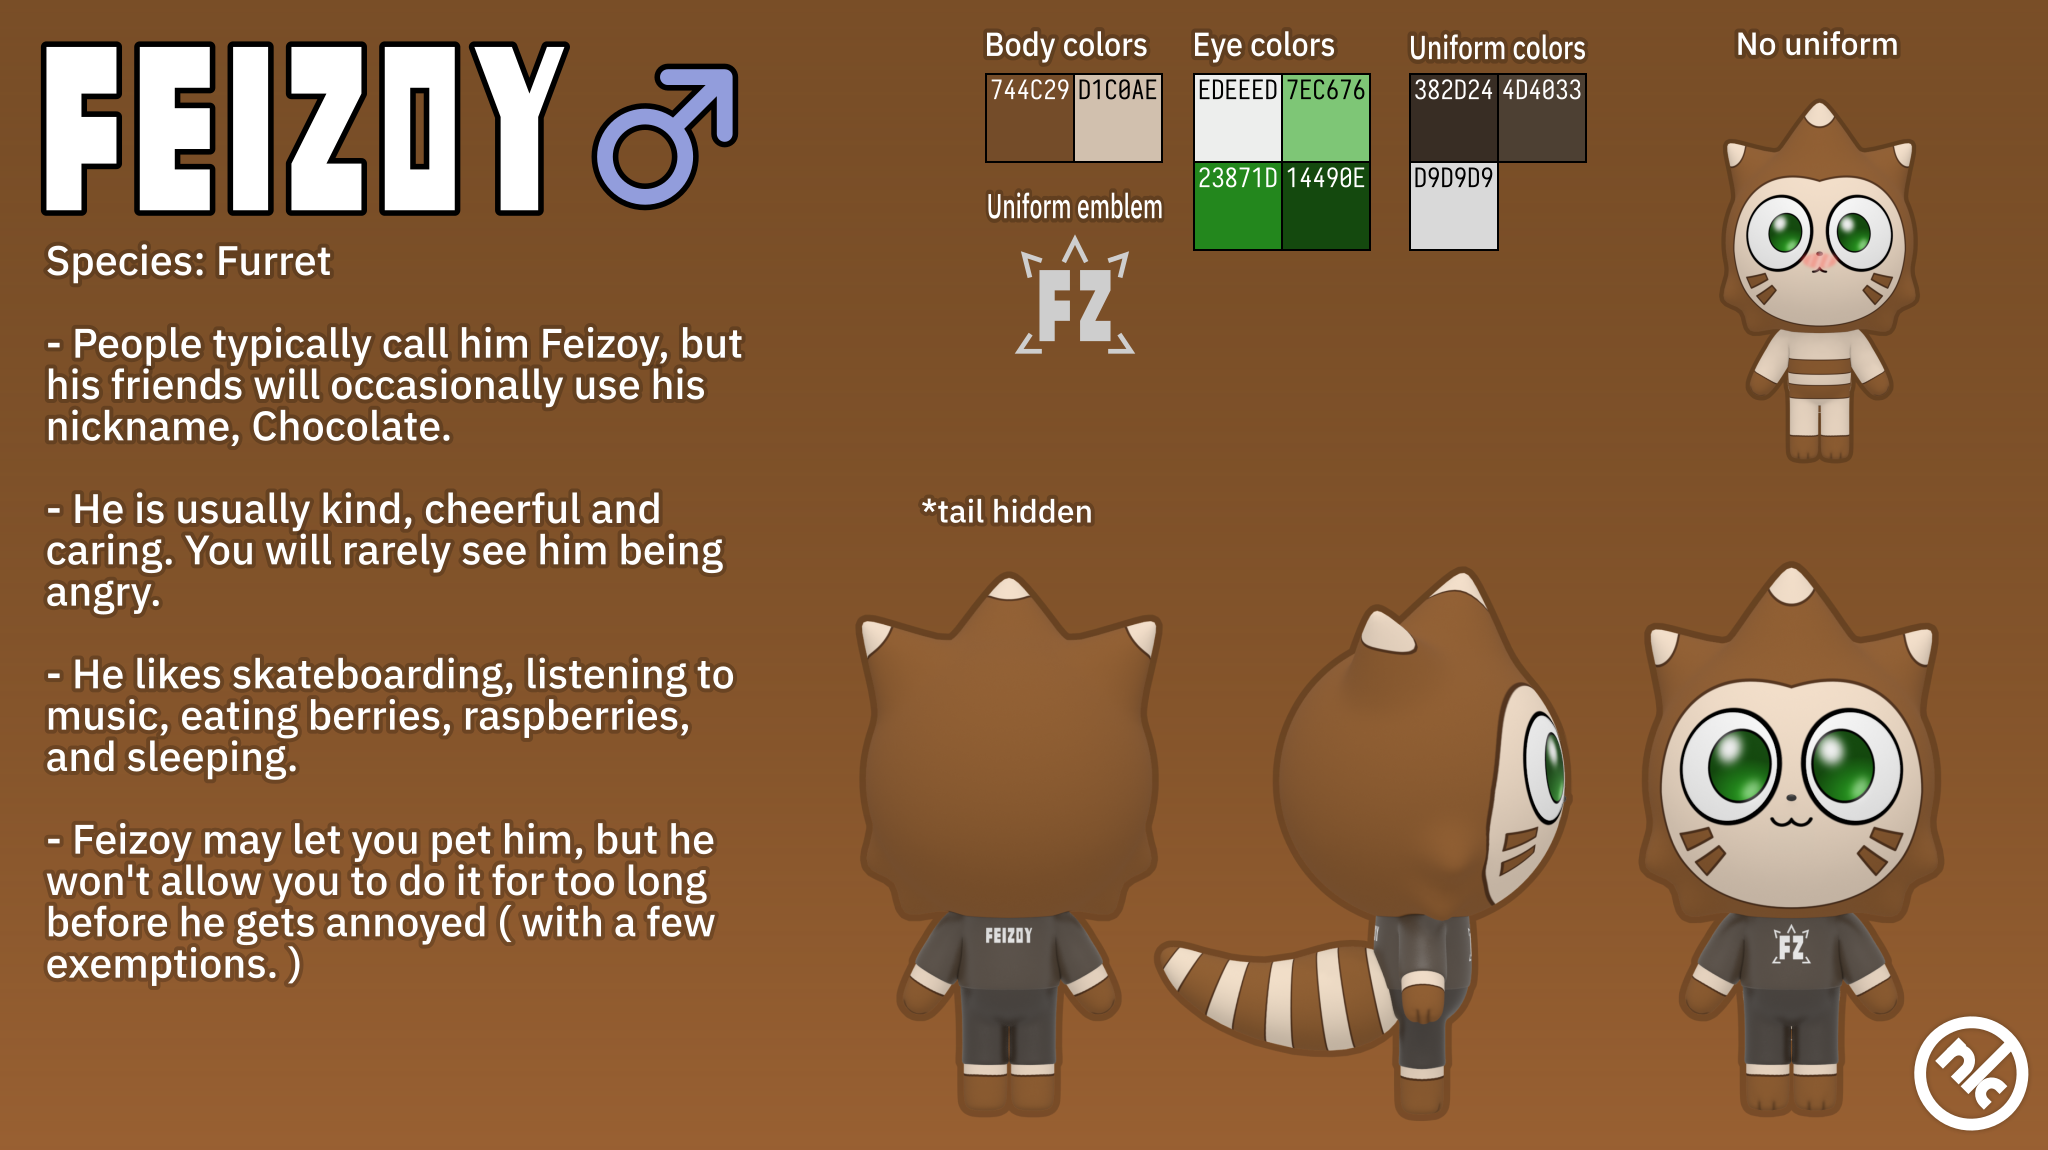 FEIZOY
Species: Furret
- People typically call him Feizoy, but
his friends will occasionally use his
nickname, Chocolate.
- He is usually kind, cheerful and
caring. You will rarely see him being
angry.
- He likes skateboarding, listening to
music, eating berries, raspberries,
and sleeping.
- Feizoy may let you pet him, but he
won't allow you to do it for too long
before he gets annoyed ( with a few
exemptions. )
Body colors
744C29 D1C0AE
Uniform emblem
FZ
Eye colors
EDEEED 7EC676
23871D 14490E
Uniform colors
382D24 4D4033
D9D9D9
No uniform
*tail hidden
FEIZOY
FZ
n/c